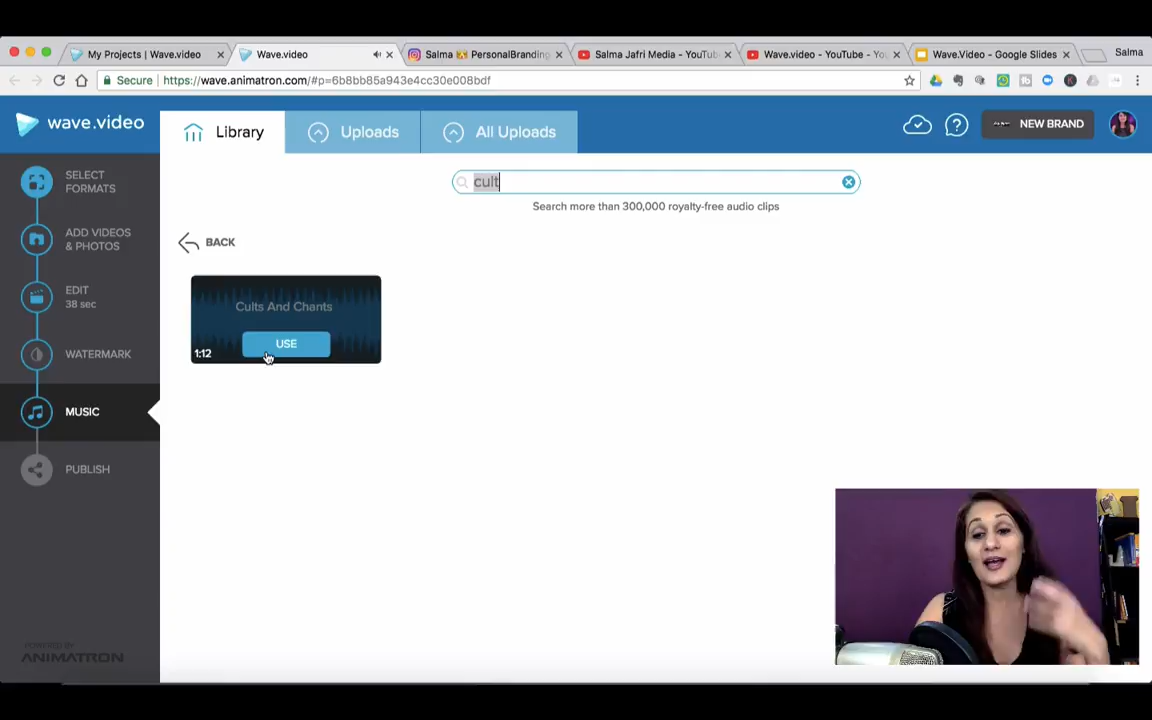 My Projects | Wave.video
Wave.video
Salma
PersonalBranding
Salma Jafri Media - YouTub
Wave.video - YouTube - Yo
Wave.Video - Google Slides
Salma
Secure
https://wave.animatron.com/#p=6b8bb85a943e4cc30e008bdf
wave.video
Library
Uploads
All Uploads
NEW BRAND
SELECT
FORMATS
cult
Search more than 300,000 royalty-free audio clips
ADD VIDEOS
& PHOTOS
BACK
EDIT
38 sec
Cults And Chants
USE
1:12
WATERMARK
MUSIC
PUBLISH
POWERED BY
ANIMATRON